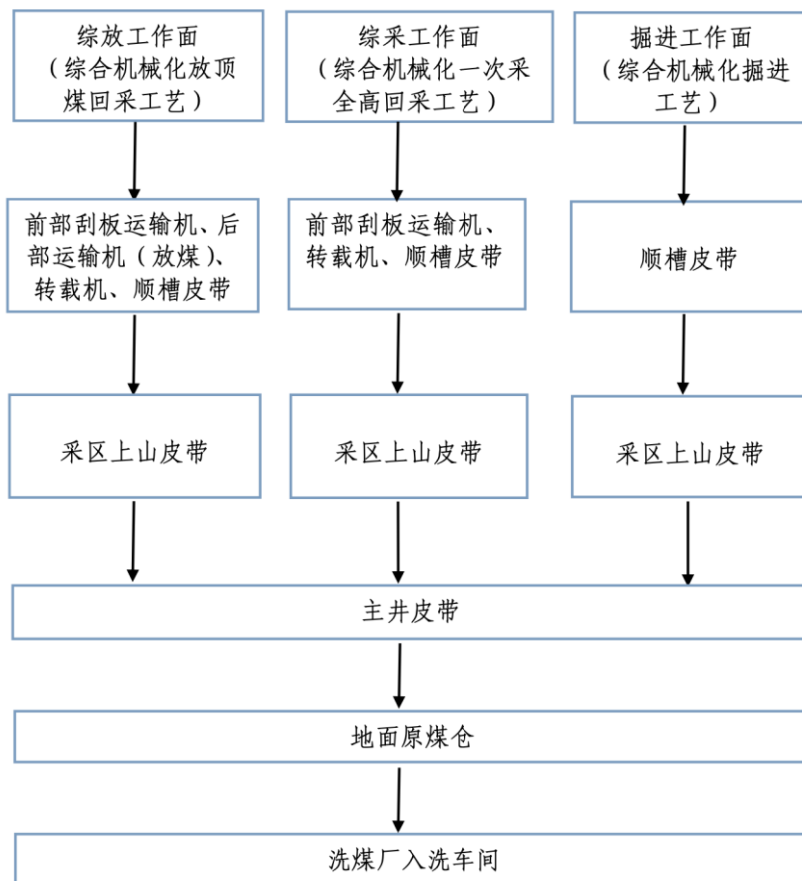 综放工作面
（综合机械化放顶
煤回采工艺）
综采工作面
（综合机械化一次采
全高回采工艺）
掘进工作面
（综合机械化掘进
工艺）
前部刮板运输机、后
部运输机（放煤）、
转载机、顺槽皮带
前部刮板运输机、
转载机、顺槽皮带
顺槽皮带
采区上山皮带
采区上山皮带
采区上山皮带
主井皮带
地面原煤仓
洗煤厂入洗车间